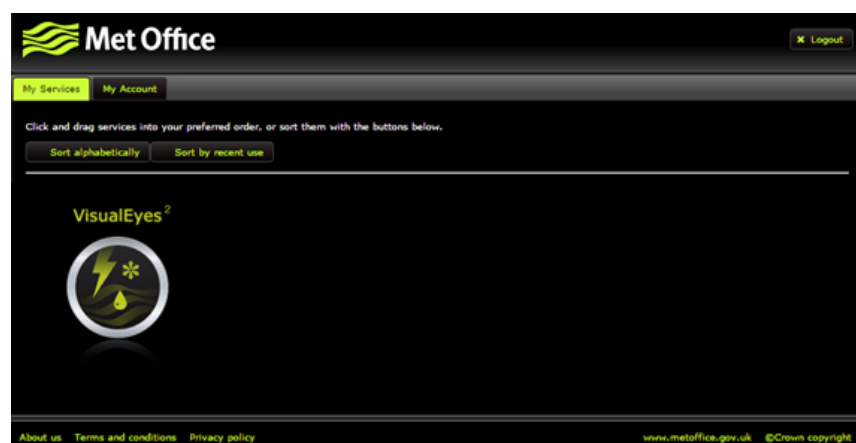 Met Office
✖ Logout
My Services My Account
Click and drag services into your preferred order, or sort them with the buttons below.
Sort alphabetically Sort by recent use
VisualEyes²
About us Terms and conditions Privacy policy www.metoffice.gov.uk ©Crown copyright